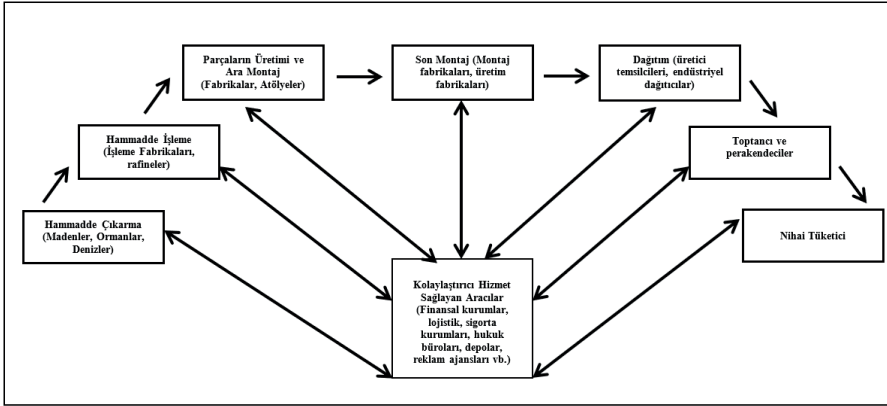 Parçaların Üretimi ve
Ara Montaj
(Fabrikalar, Atölyeler)
Son Montaj (Montaj
fabrikaları, üretim
fabrikaları)
Dağıtım (üretici
temsilcileri, endüstriyel
dağıtıcılar)
Hammadde İşleme
(İşleme Fabrikaları,
rafineler)
Toptancı ve
perakendeciler
Hammadde Çıkarma
(Madenler, Ormanlar,
Denizler)
Nihai Tüketici
Kolaylaştırıcı Hizmet
Sağlayan Aracılar
(Finansal kurumlar,
lojistik, sigorta
kurumları, hukuk
büroları, depolar,
reklam ajansları vb.)